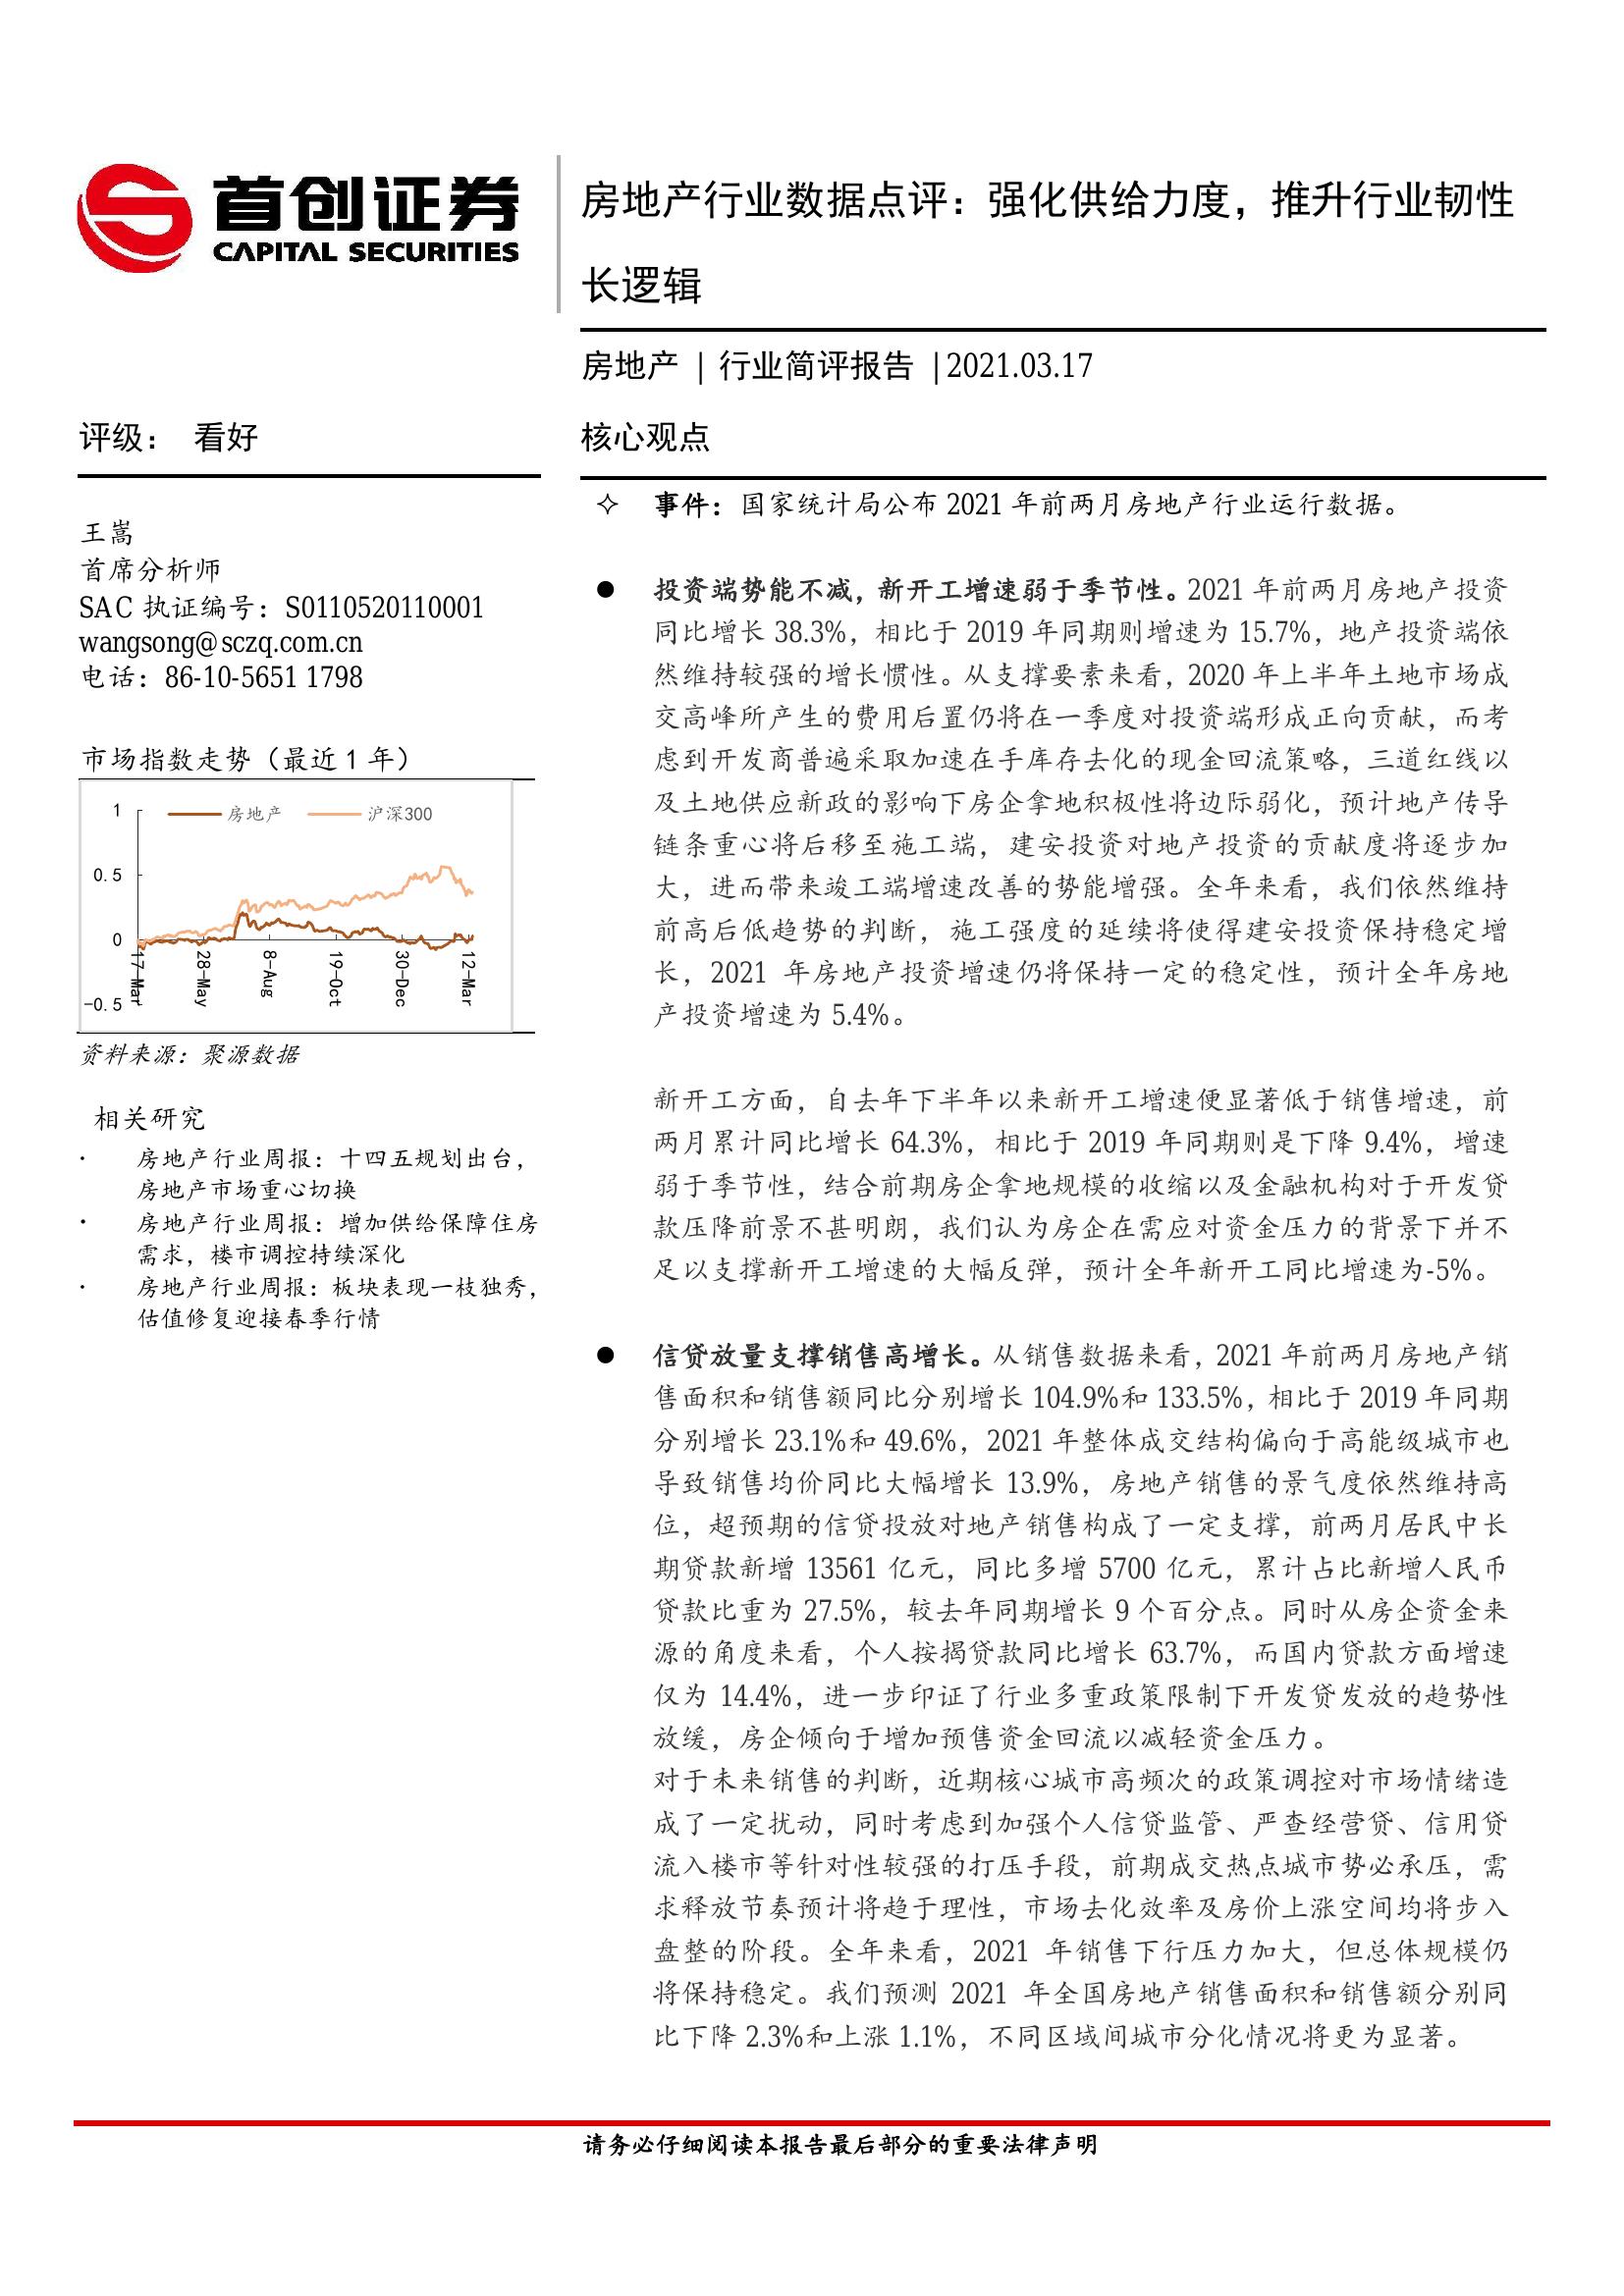 首创证券
CAPITAL SECURITIES
房地产行业数据点评：强化供给力度，推升行业韧性
长逻辑
房地产 | 行业简评报告 |2021.03.17
评级： 看好
王嵩
首席分析师
SAC 执证编号：S0110520110001
wangsong@sczq.com.cn
电话：86-10-5651 1798
市场指数走势（最近 1 年）
1
0.5
0
-0.5
房地产
沪深300
17-Mar
28-May
8-Aug
19-Oct
30-Dec
12-Mar
资料来源：聚源数据
相关研究
· 房地产行业周报：十四五规划出台，
房地产市场重心切换
· 房地产行业周报：增加供给保障住房
需求，楼市调控持续深化
· 房地产行业周报：板块表现一枝独秀，
估值修复迎接春季行情
核心观点
✧ 事件：国家统计局公布 2021 年前两月房地产行业运行数据。
● 投资端势能不减，新开工增速弱于季节性。2021 年前两月房地产投资
同比增长 38.3%，相比于 2019 年同期则增速为 15.7%，地产投资端依
然维持较强的增长惯性。从支撑要素来看，2020 年上半年土地市场成
交高峰所产生的费用后置仍将在一季度对投资端形成正向贡献，而考
虑到开发商普遍采取加速在手库存去化的现金回流策略，三道红线以
及土地供应新政的影响下房企拿地积极性将边际弱化，预计地产传导
链条重心将后移至施工端，建安投资对地产投资的贡献度将逐步加
大，进而带来竣工端增速改善的势能增强。全年来看，我们依然维持
前高后低趋势的判断，施工强度的延续将使得建安投资保持稳定增
长，2021 年房地产投资增速仍将保持一定的稳定性，预计全年房地
产投资增速为 5.4%。
新开工方面，自去年下半年以来新开工增速便显著低于销售增速，前
两月累计同比增长 64.3%，相比于 2019 年同期则是下降 9.4%，增速
弱于季节性，结合前期房企拿地规模的收缩以及金融机构对于开发贷
款压降前景不甚明朗，我们认为房企在需应对资金压力的背景下并不
足以支撑新开工增速的大幅反弹，预计全年新开工同比增速为-5%。
● 信贷放量支撑销售高增长。从销售数据来看，2021 年前两月房地产销
售面积和销售额同比分别增长 104.9%和 133.5%，相比于 2019 年同期
分别增长 23.1%和 49.6%，2021 年整体成交结构偏向于高能级城市也
导致销售均价同比大幅增长 13.9%，房地产销售的景气度依然维持高
位，超预期的信贷投放对地产销售构成了一定支撑，前两月居民中长
期贷款新增 13561 亿元，同比多增 5700 亿元，累计占比新增人民币
贷款比重为 27.5%，较去年同期增长 9 个百分点。同时从房企资金来
源的角度来看，个人按揭贷款同比增长 63.7%，而国内贷款方面增速
仅为 14.4%，进一步印证了行业多重政策限制下开发贷发放的趋势性
放缓，房企倾向于增加预售资金回流以减轻资金压力。
对于未来销售的判断，近期核心城市高频次的政策调控对市场情绪造
成了一定扰动，同时考虑到加强个人信贷监管、严查经营贷、信用贷
流入楼市等针对性较强的打压手段，前期成交热点城市势必承压，需
求释放节奏预计将趋于理性，市场去化效率及房价上涨空间均将步入
盘整的阶段。全年来看，2021 年销售下行压力加大，但总体规模仍
将保持稳定。我们预测 2021 年全国房地产销售面积和销售额分别同
比下降 2.3%和上涨 1.1%，不同区域间城市分化情况将更为显著。
请务必仔细阅读本报告最后部分的重要法律声明